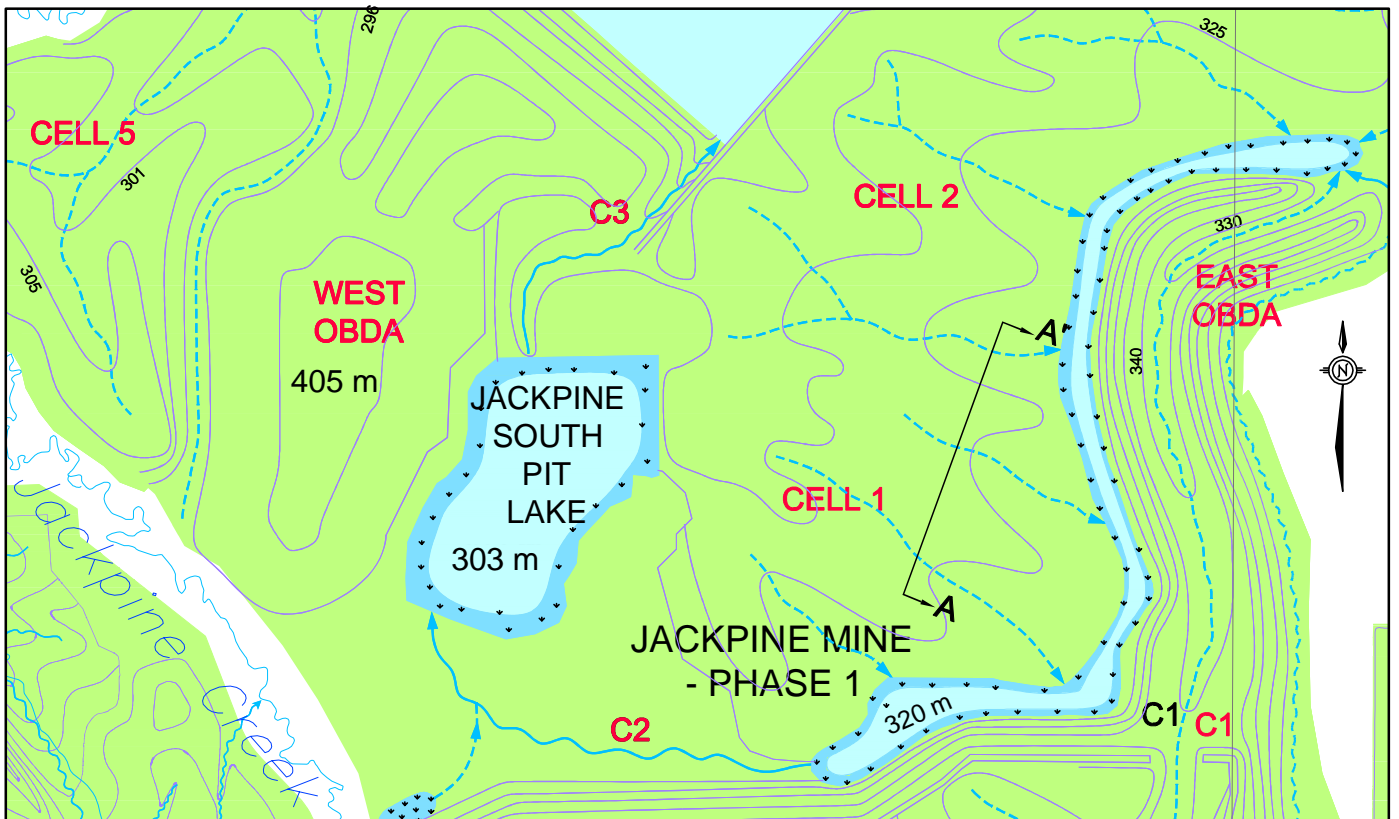 296
325
CELL 5
301
C3
CELL 2
330
305
WEST
OBDA
405 m
EAST
OBDA
A'
340
N
JACKPINE
SOUTH
PIT
LAKE
303 m
CELL 1
A
Jackpine Creek
JACKPINE MINE
- PHASE 1
320 m
C2
C1
C1